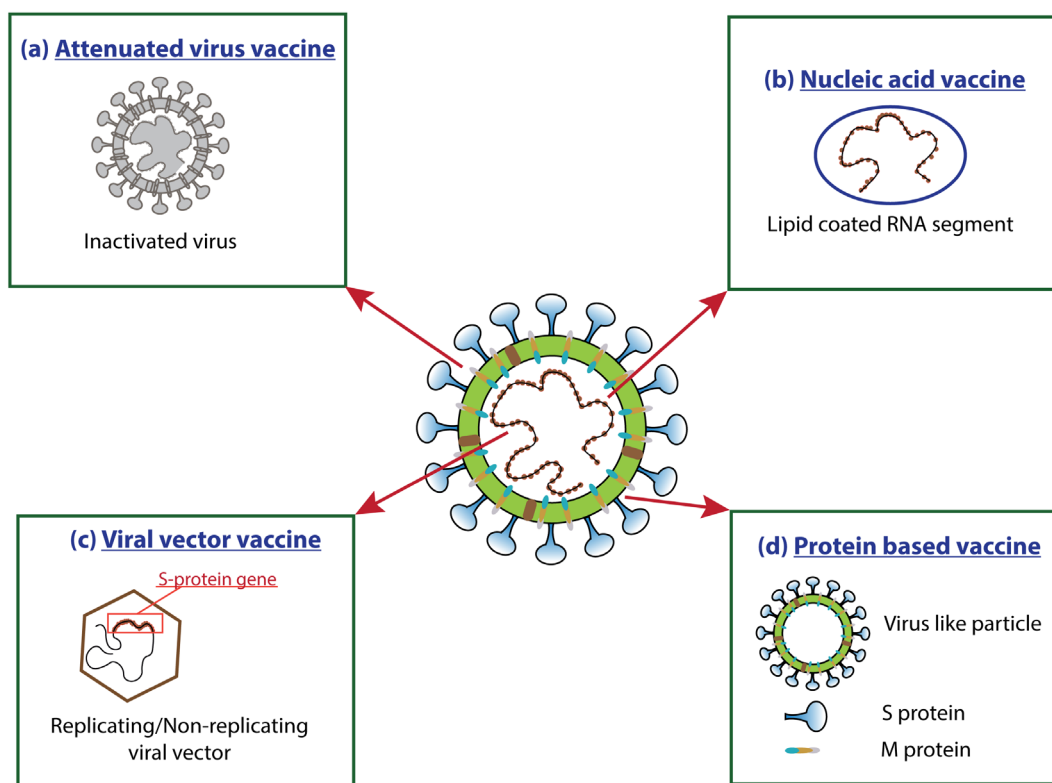 (a) Attenuated virus vaccine
Inactivated virus
(b) Nucleic acid vaccine
Lipid coated RNA segment
(c) Viral vector vaccine
S-protein gene
Replicating/Non-replicating
viral vector
(d) Protein based vaccine
Virus like particle
S protein
M protein